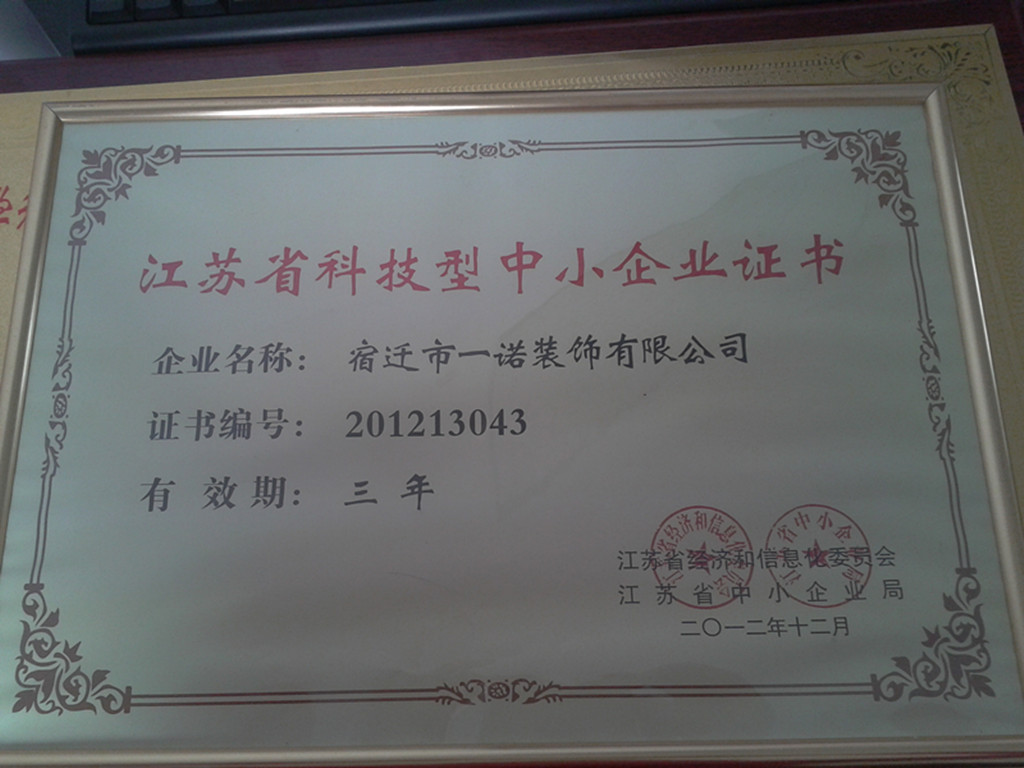 江苏省科技型中小企业证书
企业名称： 宿迁市一诺装饰有限公司
证书编号： 201213043
有 效 期： 三 年
江苏省经济和信息化委员会
江 苏 省 中 小 企 业 局
二〇一二年十二月